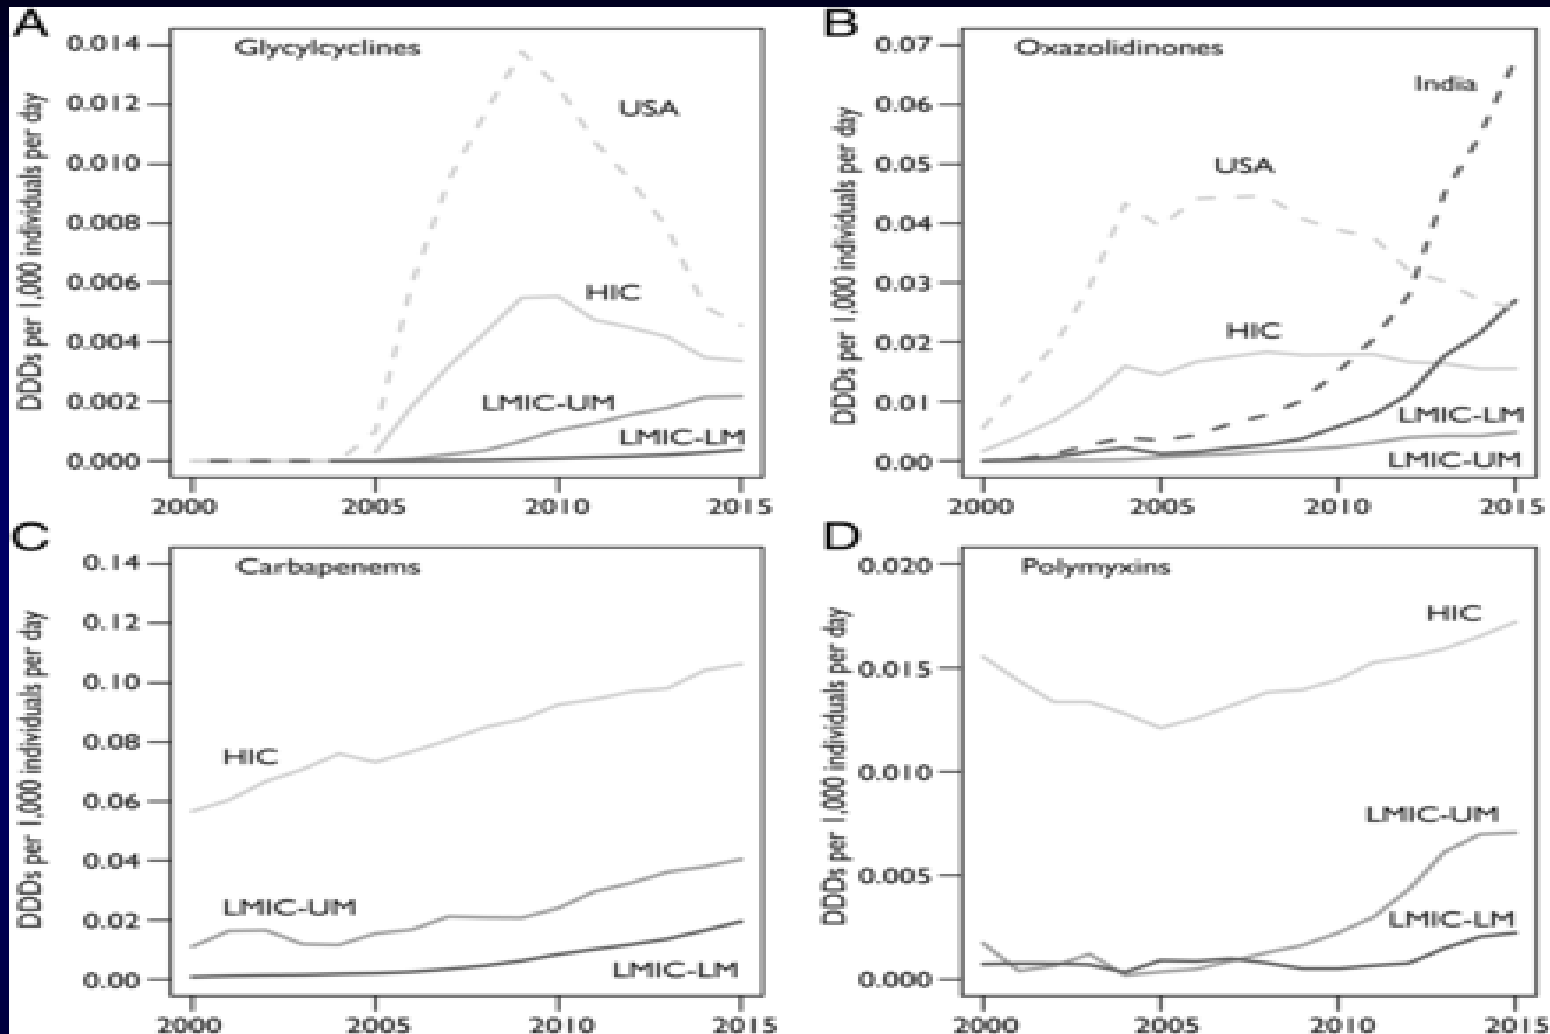 A
Glycylcyclines
DDDs per 1,000 individuals per day
0.014
0.012
0.010
0.008
0.006
0.004
0.002
0.000
USA
HIC
LMIC-UM
LMIC-LM
2000 2005 2010 2015
B
Oxazolidinones
DDDs per 1,000 individuals per day
0.07
0.06
0.05
0.04
0.03
0.02
0.01
0.00
India
USA
HIC
LMIC-LM
LMIC-UM
2000 2005 2010 2015
C
Carbapenems
DDDs per 1,000 individuals per day
0.14
0.12
0.10
0.08
0.06
0.04
0.02
0.00
HIC
LMIC-UM
LMIC-LM
2000 2005 2010 2015
D
Polymyxins
DDDs per 1,000 individuals per day
0.020
0.015
0.010
0.005
0.000
HIC
LMIC-UM
LMIC-LM
2000 2005 2010 2015